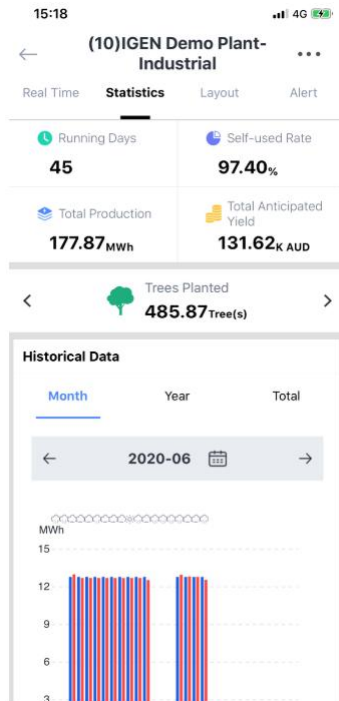 15:18
4G
(10)IGEN Demo Plant-
Industrial
Real Time Statistics Layout Alert
Running Days
45
Self-used Rate
97.40%
Total Production
177.87MWh
Total Anticipated
Yield
131.62K AUD
Trees Planted
485.87Tree(s)
Historical Data
Month Year Total
2020-06
MWh
15
12
9
6
3